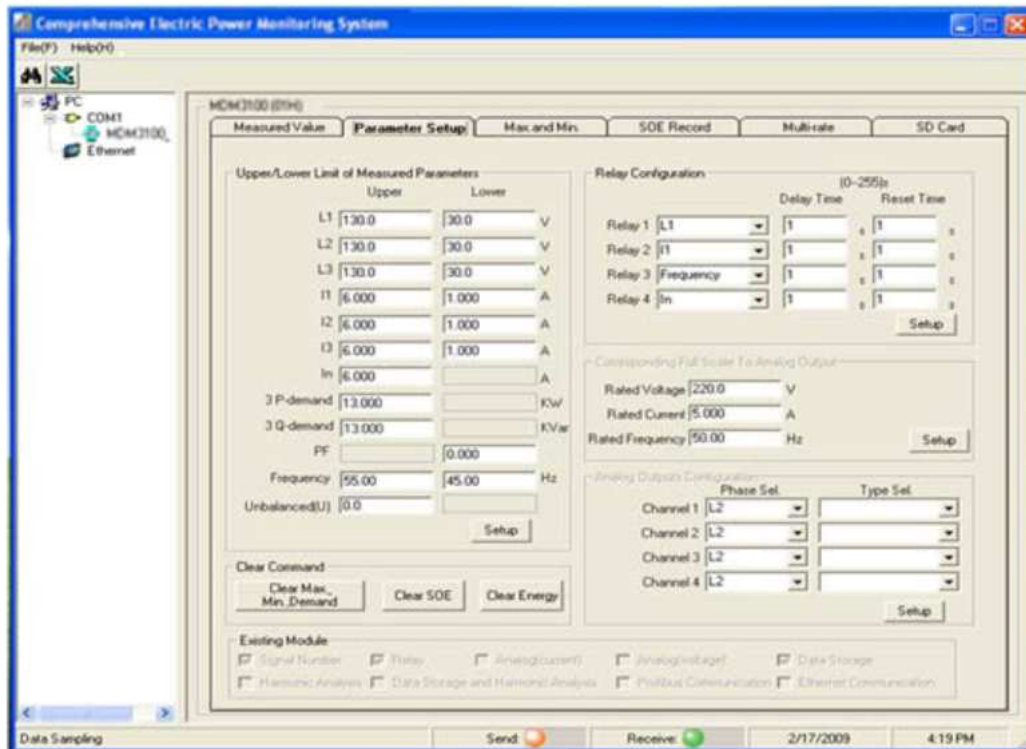 Comprehensive Electric Power Monitoring System
File(F) Help(H)
PC
COM1
MDM3100_
Ethernet
MDM3100 (01H)
Measured Value Parameter Setup Max.and Min. SOE Record Multi-rate SD Card
Upper/Lower Limit of Measured Parameters
Upper Lower
L1 130.0 30.0 V
L2 130.0 30.0 V
L3 130.0 30.0 V
I1 6.000 1.000 A
I2 6.000 1.000 A
I3 6.000 1.000 A
In 6.000 A
3 P-demand 13.000 KW
3 Q-demand 13.000 KVar
PF 0.000
Frequency 55.00 45.00 Hz
Unbalanced(U) 0.0
Setup
Relay Configuration
(0-255)s
Delay Time Reset Time
Relay 1 L1 1 s 1 s
Relay 2 I1 1 s 1 s
Relay 3 Frequency 1 s 1 s
Relay 4 In 1 s 1 s
Setup
Corresponding Full Scale To Analog Output
Rated Voltage 220.0 V
Rated Current 5.000 A
Rated Frequency 50.00 Hz
Setup
Analog Outputs Configuration
Phase Sel. Type Sel.
Channel 1 L2
Channel 2 L2
Channel 3 L2
Channel 4 L2
Setup
Clear Command
Clear Max., Min.,Demand
Clear SOE
Clear Energy
Existing Module
Signal Number Relay Analog(current) Analog(voltage) Data Storage
Harmonic Analysis Data Storage and Harmonic Analysis Profibus Communication Ethernet Communication
Data Sampling Send: Receive: 2/17/2009 4:19 PM